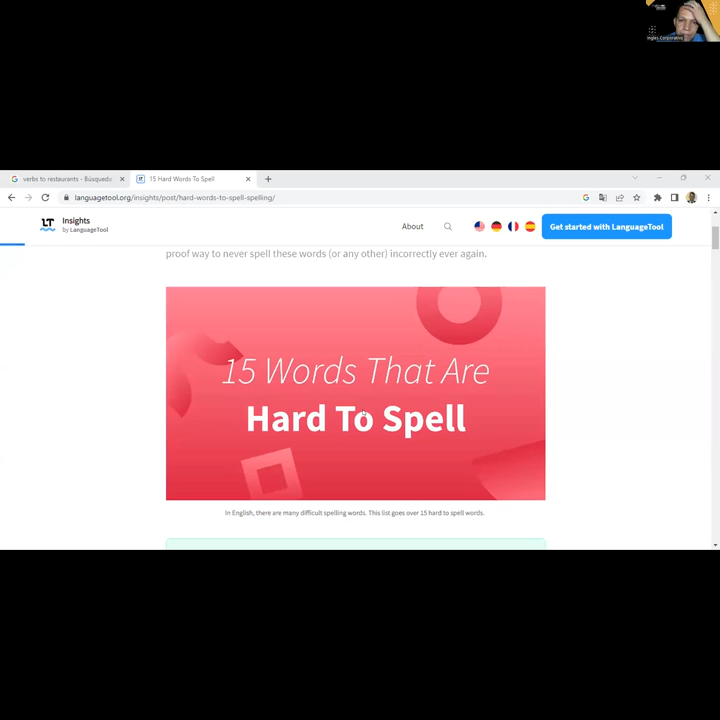 Ingles Corporativo
verbs to restaurants - Búsqueda
15 Hard Words To Spell
languagetool.org/insights/post/hard-words-to-spell-spelling/
LT
Insights
by LanguageTool
About
Get started with LanguageTool
proof way to never spell these words (or any other) incorrectly ever again.
15 Words That Are
Hard To Spell
In English, there are many difficult spelling words. This list goes over 15 hard to spell words.